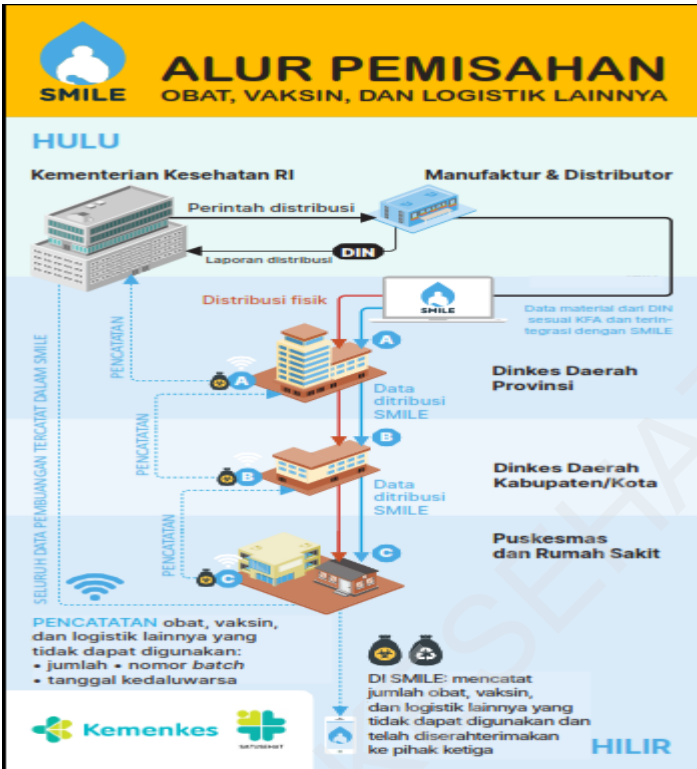 SMILE
ALUR PEMISAHAN
OBAT, VAKSIN, DAN LOGISTIK LAINNYA
HULU
Kementerian Kesehatan RI
Manufaktur & Distributor
Perintah distribusi
Laporan distribusi
DIN
Distribusi fisik
SMILE
Data material dari DIN
sesuai KFA dan terin-
tegrasi dengan SMILE
PENCATATAN
A
A
Dinkes Daerah
Provinsi
Data
ditribusi
SMILE
SELURUH DATA PEMBUANGAN TERCATAT DALAM SMILE
PENCATATAN
B
B
Dinkes Daerah
Kabupaten/Kota
Data
ditribusi
SMILE
PENCATATAN
C
C
Puskesmas
dan Rumah Sakit
PENCATATAN obat, vaksin,
dan logistik lainnya yang
tidak dapat digunakan:
• jumlah • nomor batch
• tanggal kedaluwarsa
DI SMILE: mencatat
jumlah obat, vaksin,
dan logistik lainnya yang
tidak dapat digunakan dan
telah diserahterimakan
ke pihak ketiga
Kemenkes
SATUSEHAT
HILIR